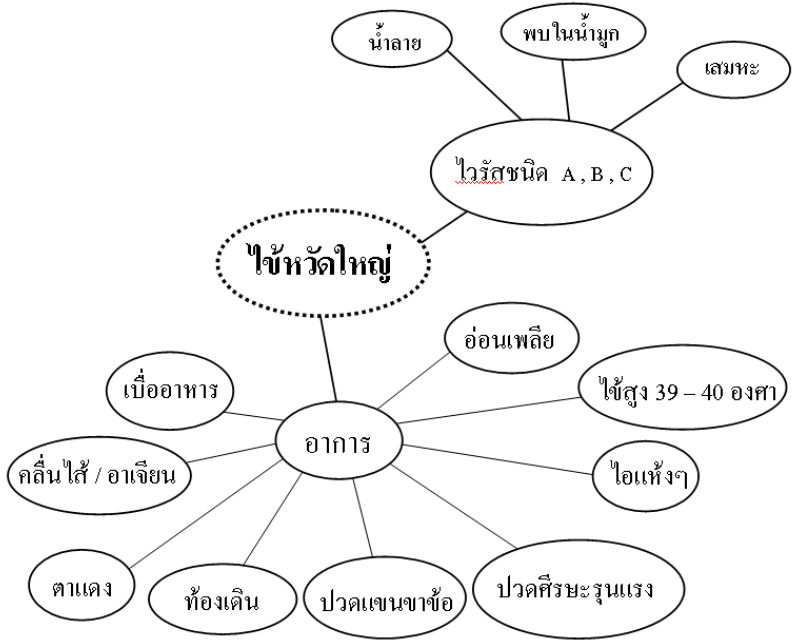 น้ำลาย
พบในน้ำมูก
เสมหะ
ไวรัสชนิด A , B , C
ไข้หวัดใหญ่
อ่อนเพลีย
เบื่ออาหาร
ไข้สูง 39 – 40 องศา
อาการ
คลื่นไส้ / อาเจียน
ไอแห้งๆ
ตาแดง
ท้องเดิน
ปวดแขนขาข้อ
ปวดศีรษะรุนแรง